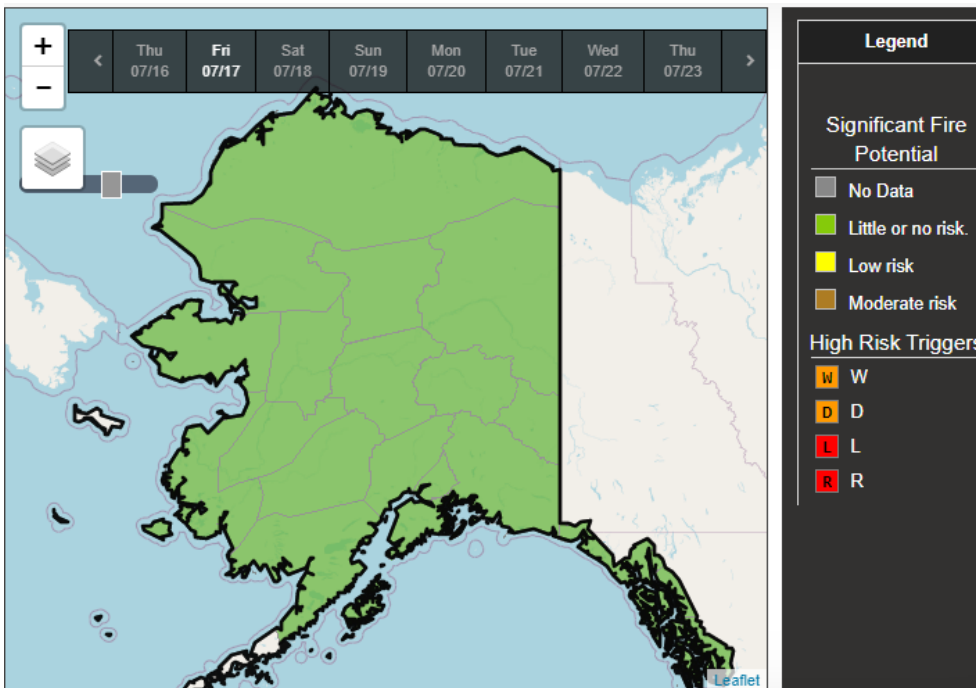 +
−
‹
Thu
07/16
Fri
07/17
Sat
07/18
Sun
07/19
Mon
07/20
Tue
07/21
Wed
07/22
Thu
07/23
›
Leaflet
Legend
Significant Fire
Potential
No Data
Little or no risk.
Low risk
Moderate risk
High Risk Triggers
W W
D D
L L
R R